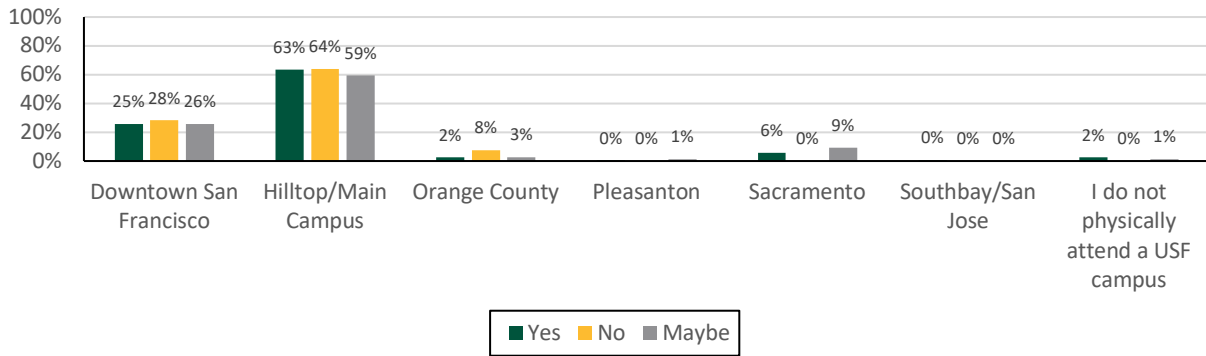 100%
80%
60%
40%
20%
0%
25% 28% 26%
63% 64% 59%
2% 8% 3%
0% 0% 1%
6% 0% 9%
0% 0% 0%
2% 0% 1%
Downtown San
Francisco
Hilltop/Main
Campus
Orange County
Pleasanton
Sacramento
Southbay/San
Jose
I do not
physically
attend a USF
campus
Yes No Maybe